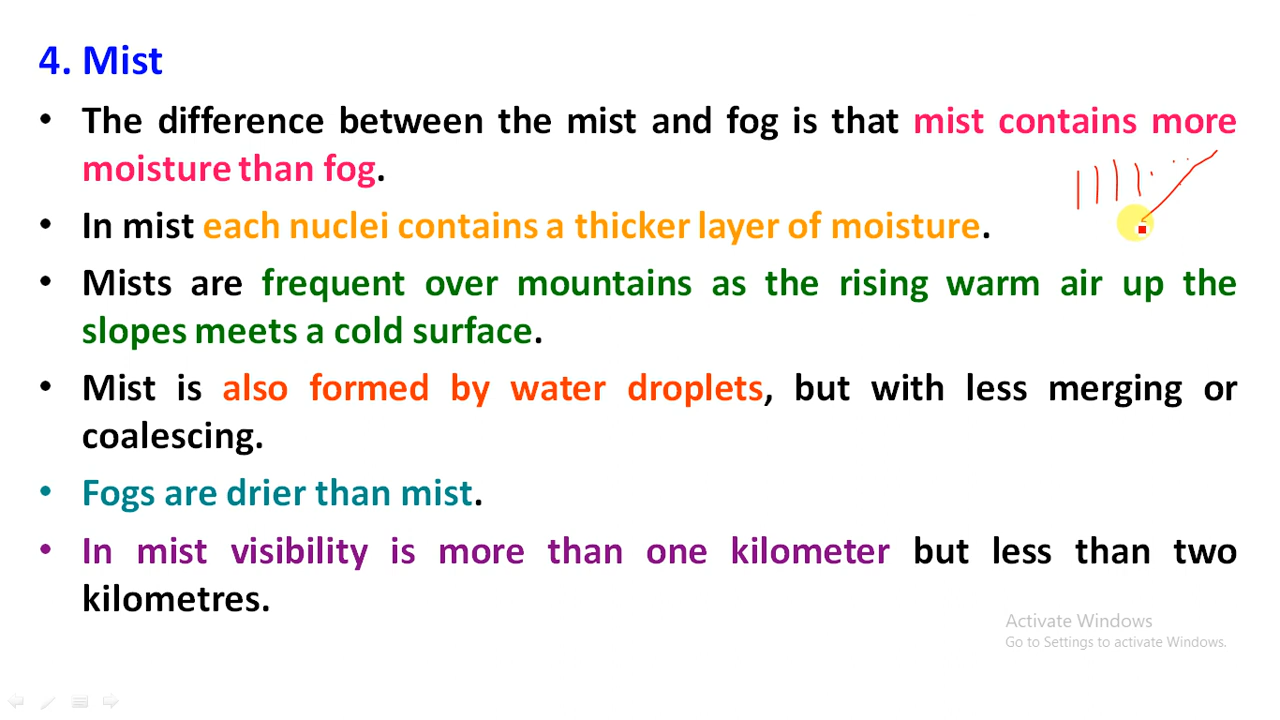 4. Mist
• The difference between the mist and fog is that mist contains more
moisture than fog.
• In mist each nuclei contains a thicker layer of moisture.
• Mists are frequent over mountains as the rising warm air up the
slopes meets a cold surface.
• Mist is also formed by water droplets, but with less merging or
coalescing.
• Fogs are drier than mist.
• In mist visibility is more than one kilometer but less than two
kilometres.
Activate Windows
Go to Settings to activate Windows.